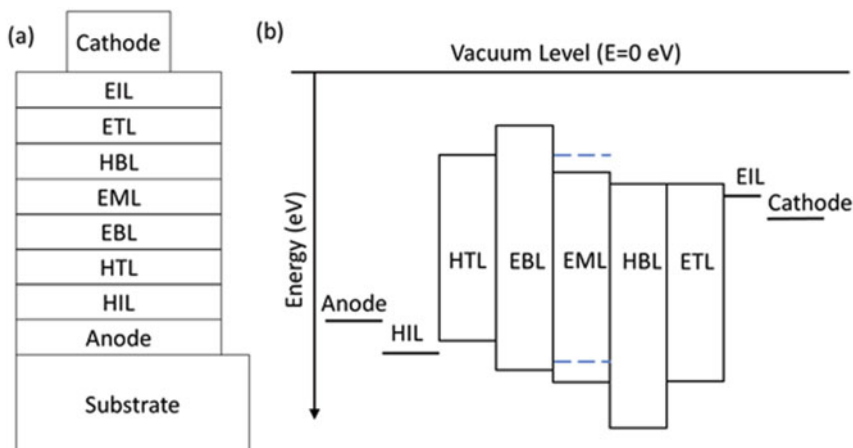 (a)
Cathode
EIL
ETL
HBL
EML
EBL
HTL
HIL
Anode
Substrate
(b)
Vacuum Level (E=0 eV)
Energy (eV)
Anode
HIL
HTL
EBL
EML
HBL
ETL
EIL
Cathode